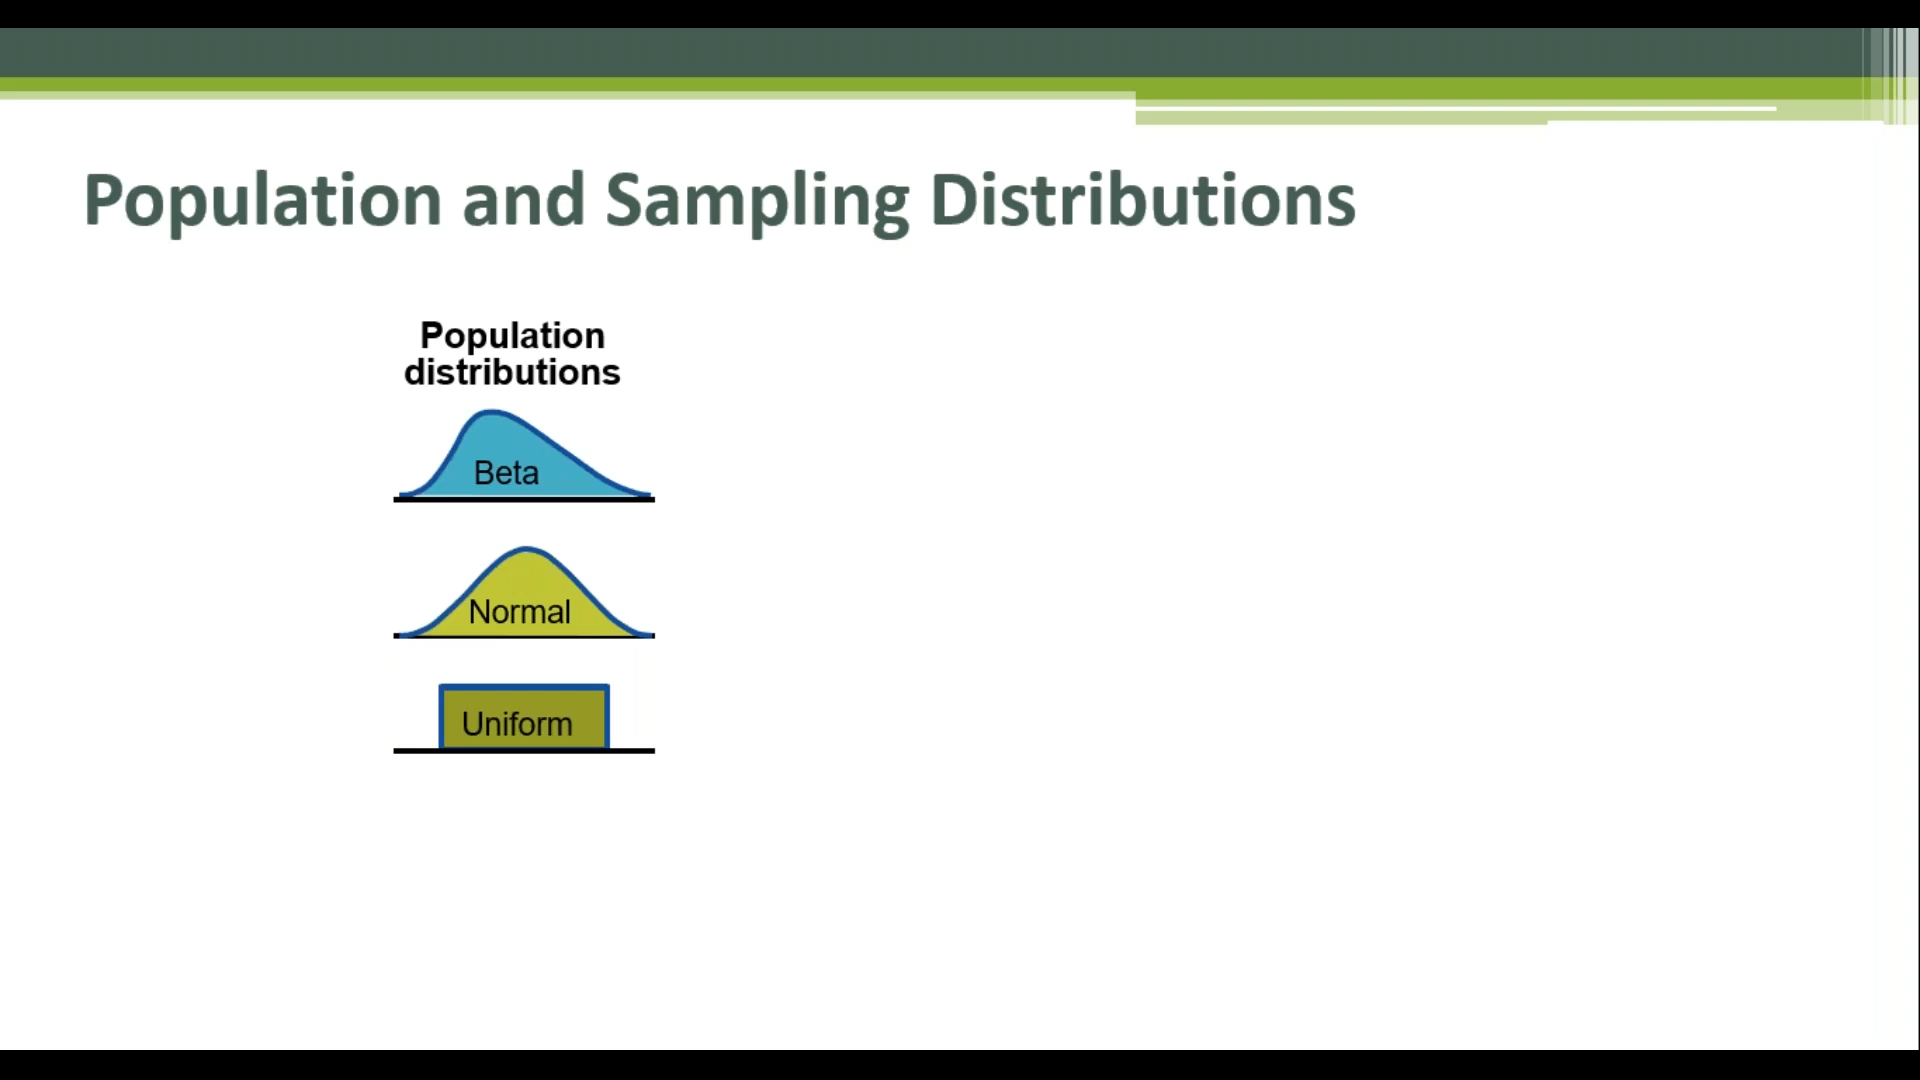 Population and Sampling Distributions
Population
distributions
Beta
Normal
Uniform